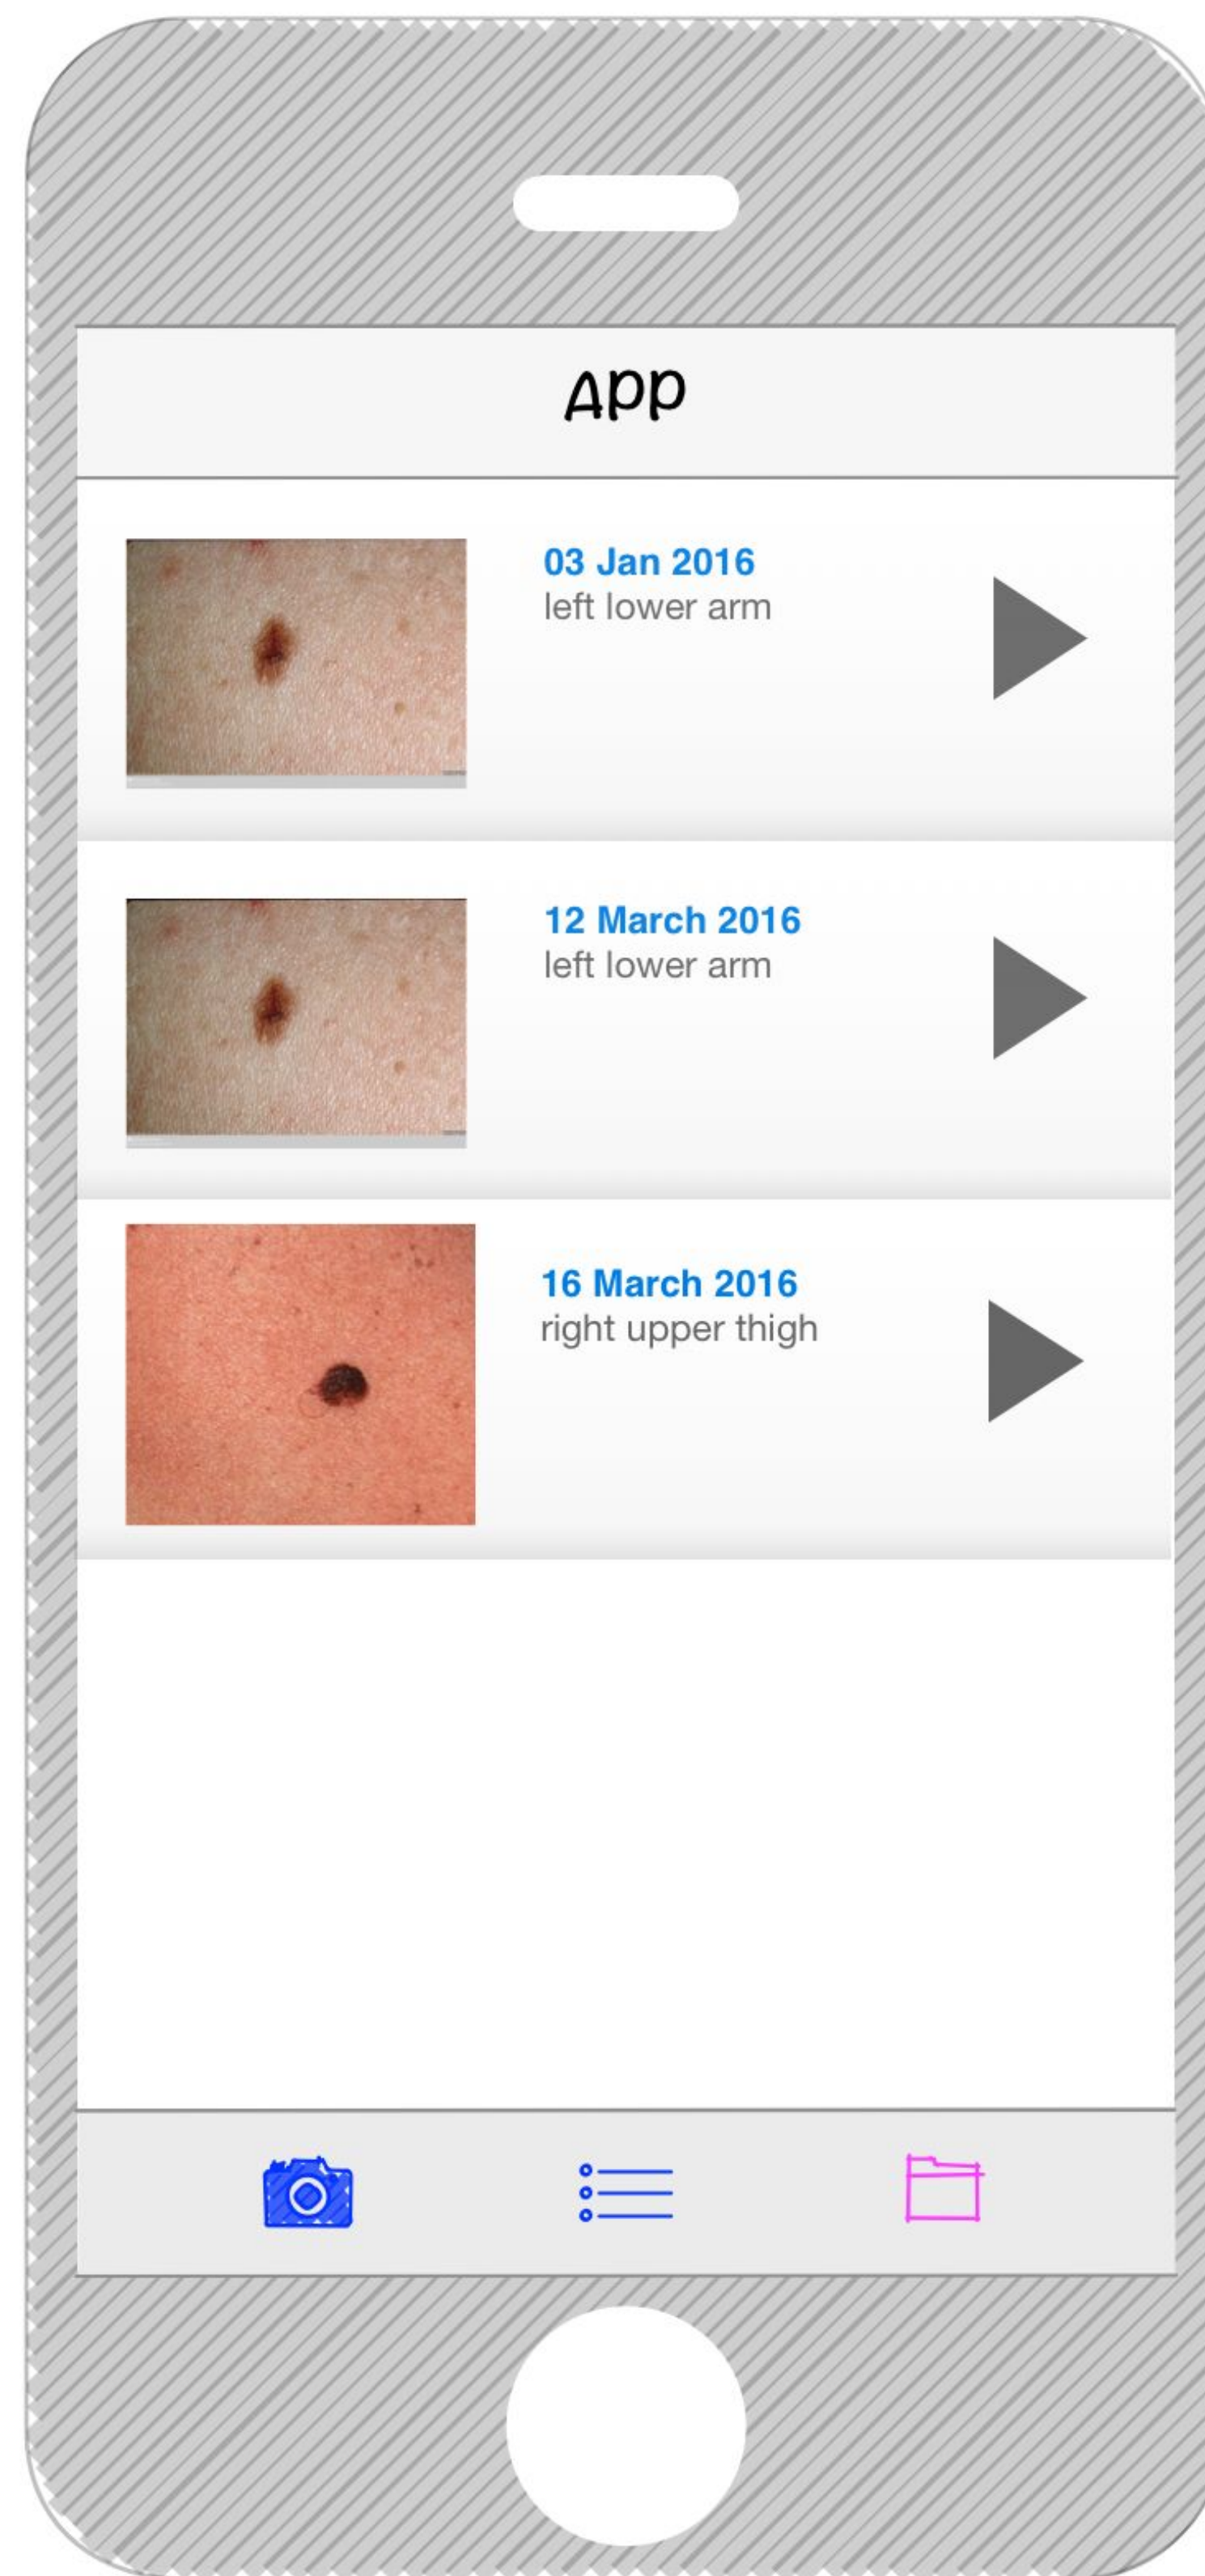 App
03 Jan 2016
left lower arm
12 March 2016
left lower arm
16 March 2016
right upper thigh